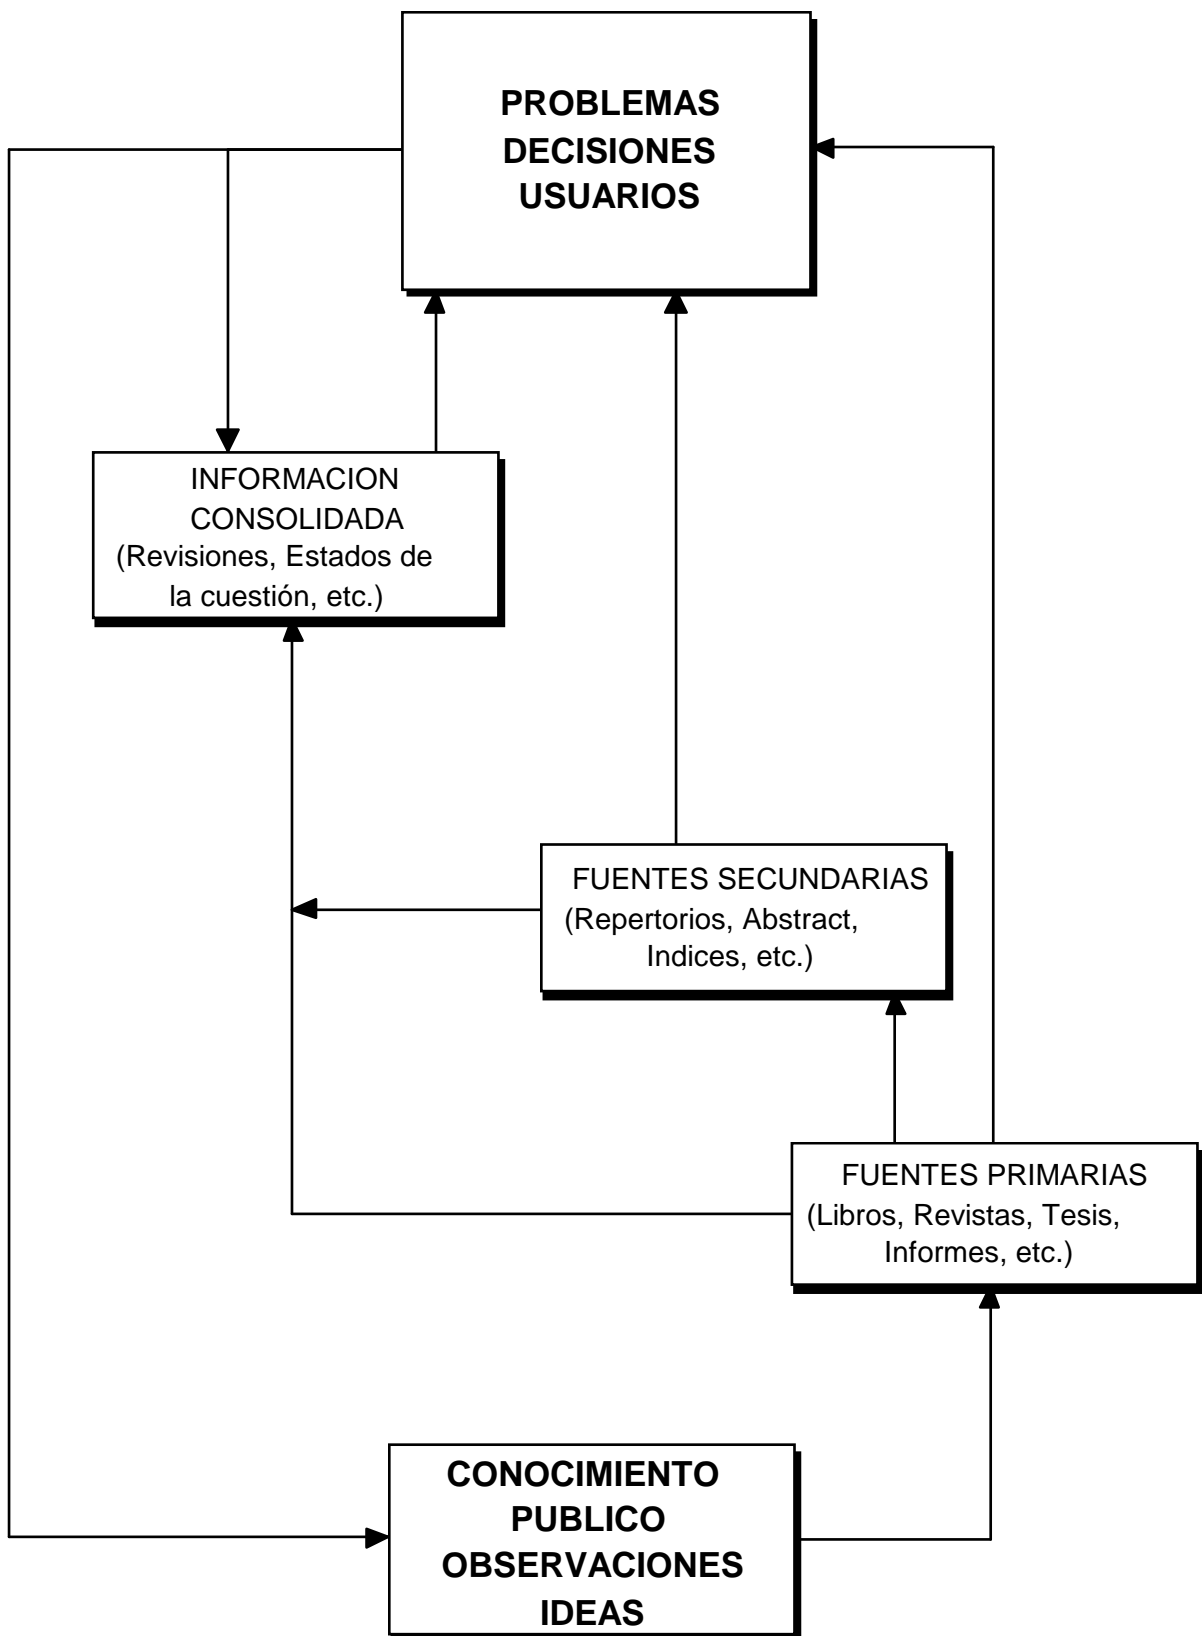 PROBLEMAS
DECISIONES
USUARIOS
INFORMACION
CONSOLIDADA
(Revisiones, Estados de
la cuestión, etc.)
FUENTES SECUNDARIAS
(Repertorios, Abstract,
Indices, etc.)
FUENTES PRIMARIAS
(Libros, Revistas, Tesis,
Informes, etc.)
CONOCIMIENTO
PUBLICO
OBSERVACIONES
IDEAS